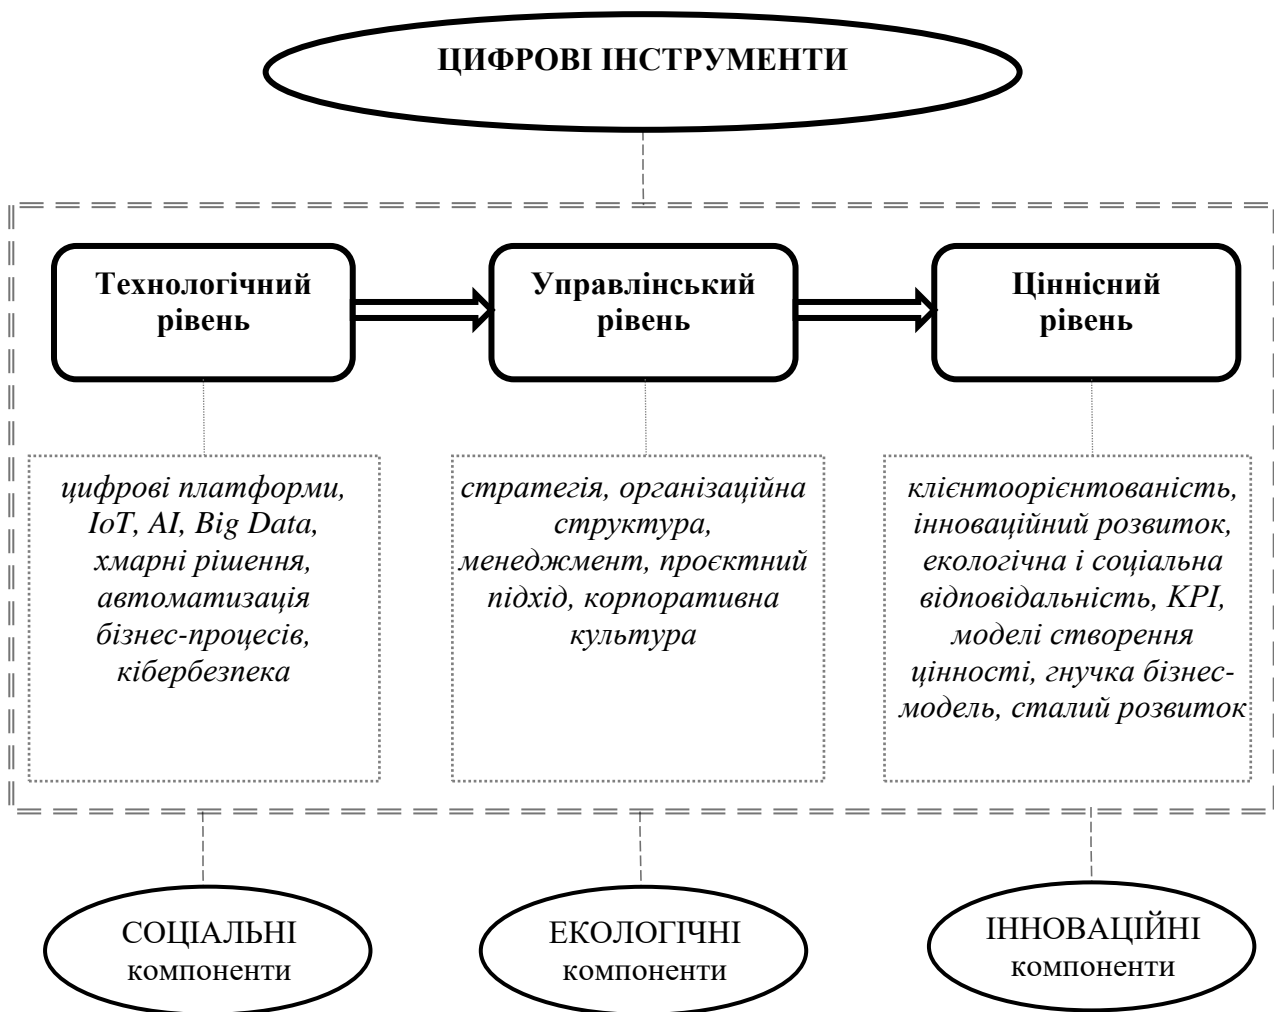 ЦИФРОВІ ІНСТРУМЕНТИ
Технологічний
рівень
Управлінський
рівень
Ціннісний
рівень
цифрові платформи,
IoT, AI, Big Data,
хмарні рішення,
автоматизація
бізнес-процесів,
кібербезпека
стратегія, організаційна
структура,
менеджмент, проєктний
підхід, корпоративна
культура
клієнтоорієнтованість,
інноваційний розвиток,
екологічна і соціальна
відповідальність, KPI,
моделі створення
цінності, гнучка бізнес-
модель, сталий розвиток
СОЦІАЛЬНІ
компоненти
ЕКОЛОГІЧНІ
компоненти
ІННОВАЦІЙНІ
компоненти